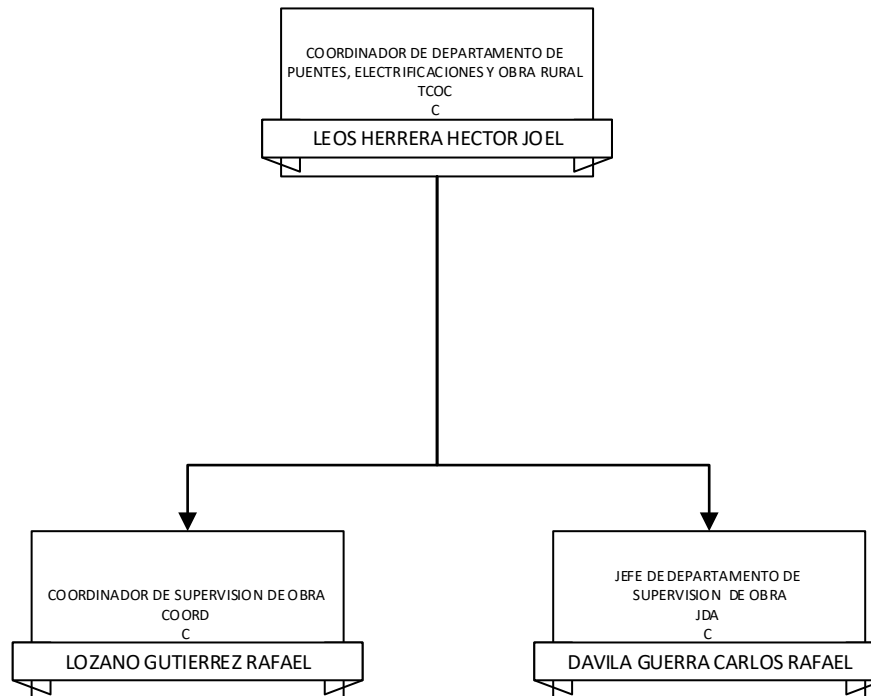 COORDINADOR DE DEPARTAMENTO DE
PUENTES, ELECTRIFICACIONES Y OBRA RURAL
TCOC
C
LEOS HERRERA HECTOR JOEL
COORDINADOR DE SUPERVISION DE OBRA
COORD
C
LOZANO GUTIERREZ RAFAEL
JEFE DE DEPARTAMENTO DE
SUPERVISION DE OBRA
JDA
C
DAVILA GUERRA CARLOS RAFAEL